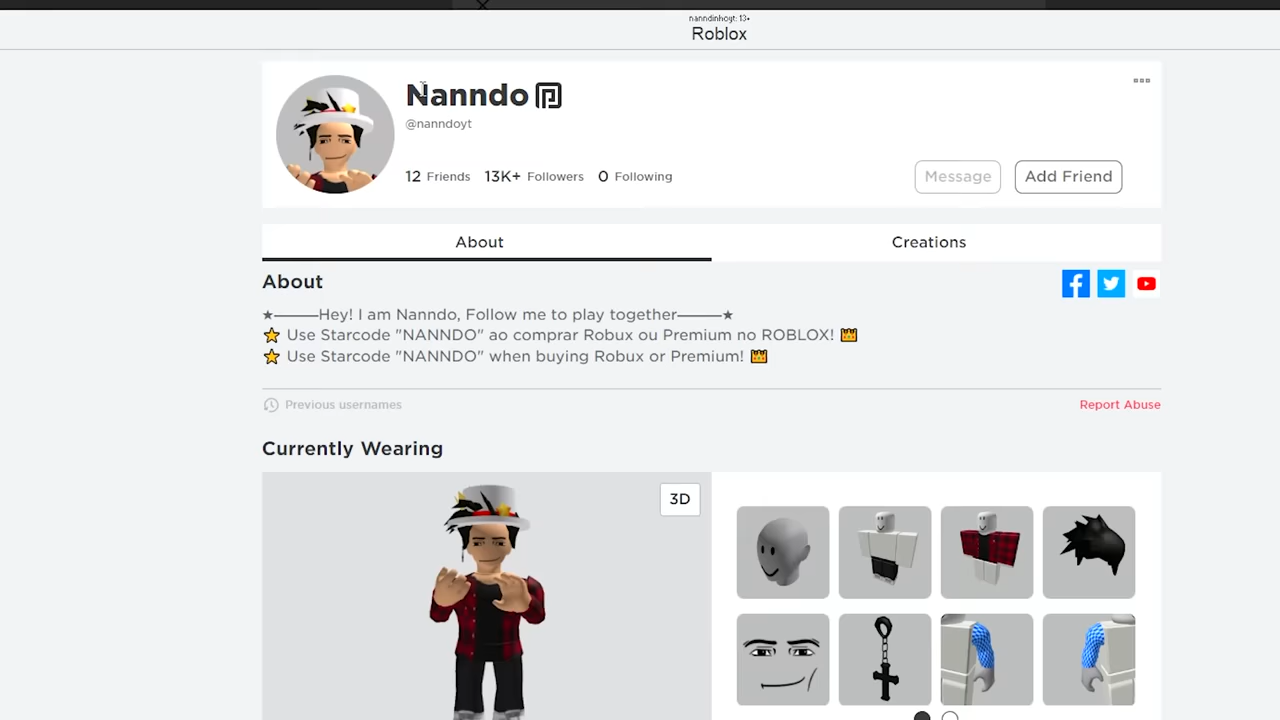 nanndinhoyt: 13+
Roblox
Nanndo
@nanndoyt
12 Friends 13K+ Followers 0 Following
Message
Add Friend
About
Creations
About
★———Hey! I am Nanndo, Follow me to play together———★
⭐ Use Starcode "NANNDO" ao comprar Robux ou Premium no ROBLOX! 👑
⭐ Use Starcode "NANNDO" when buying Robux or Premium! 👑
Previous usernames
Report Abuse
Currently Wearing
3D